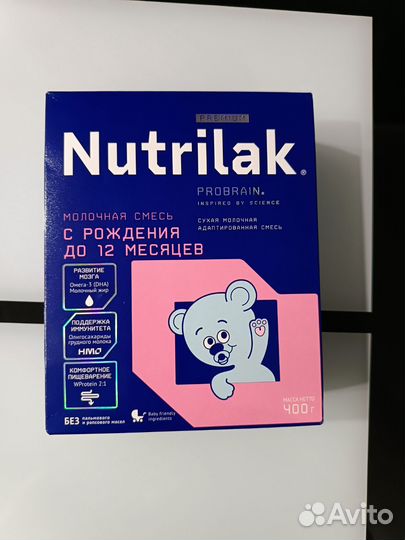 PREMIUM
Nutrilak®
PROBRAIN®
INSPIRED BY SCIENCE
МОЛОЧНАЯ СМЕСЬ
С РОЖДЕНИЯ
ДО 12 МЕСЯЦЕВ
СУХАЯ МОЛОЧНАЯ
АДАПТИРОВАННАЯ СМЕСЬ
РАЗВИТИЕ
МОЗГА
Омега-3 (DHA)
Молочный жир
ПОДДЕРЖКА
ИММУНИТЕТА
Олигосахариды
грудного молока
HMO
КОМФОРТНОЕ
ПИЩЕВАРЕНИЕ
WProtein 2:1
БЕЗ пальмового
и рапсового масел
Baby friendly
ingredients
МАССА НЕТТО
400 г
Avito